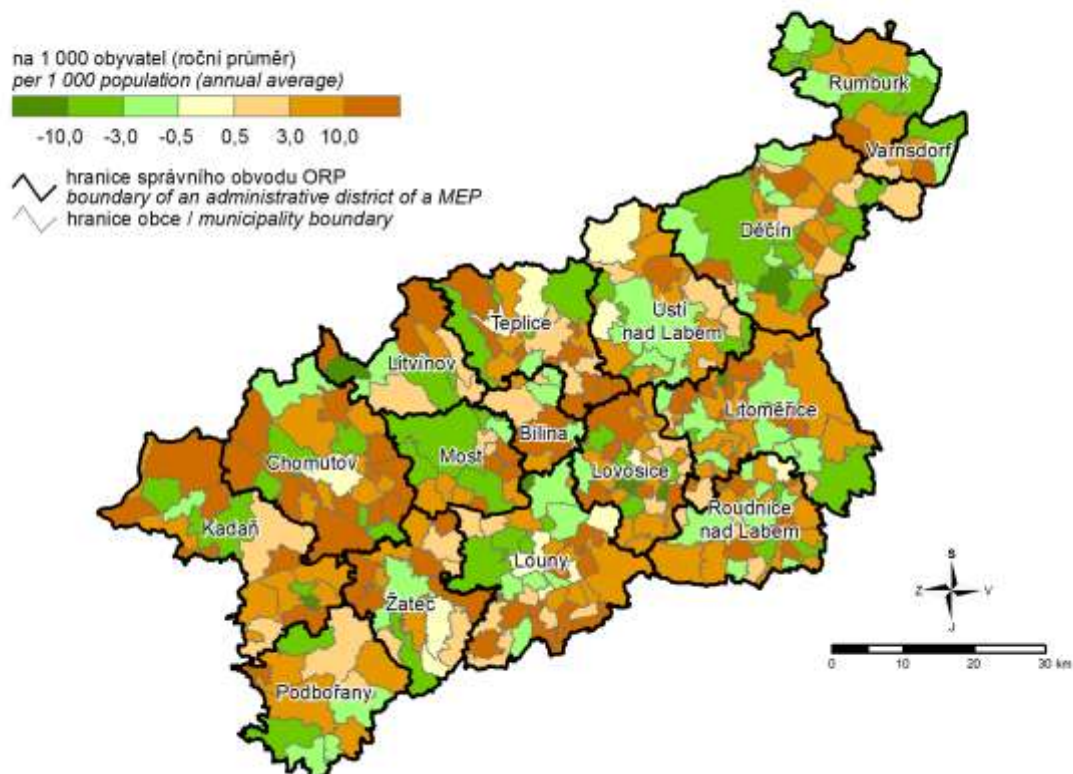 na 1 000 obyvatel (roční průměr)
per 1 000 population (annual average)
-10,0 -3,0 -0,5 0,5 3,0 10,0
hranice správního obvodu ORP
boundary of an administrative district of a MEP
hranice obce / municipality boundary
Rumburk
Varnsdorf
Děčín
Ústí
nad Labem
Teplice
Litvínov
Litoměřice
Bílina
Most
Chomutov
Lovosice
Roudnice
nad Labem
Kadaň
Louny
Žatec
Podbořany
S
Z V
J
0 10 20 30 km